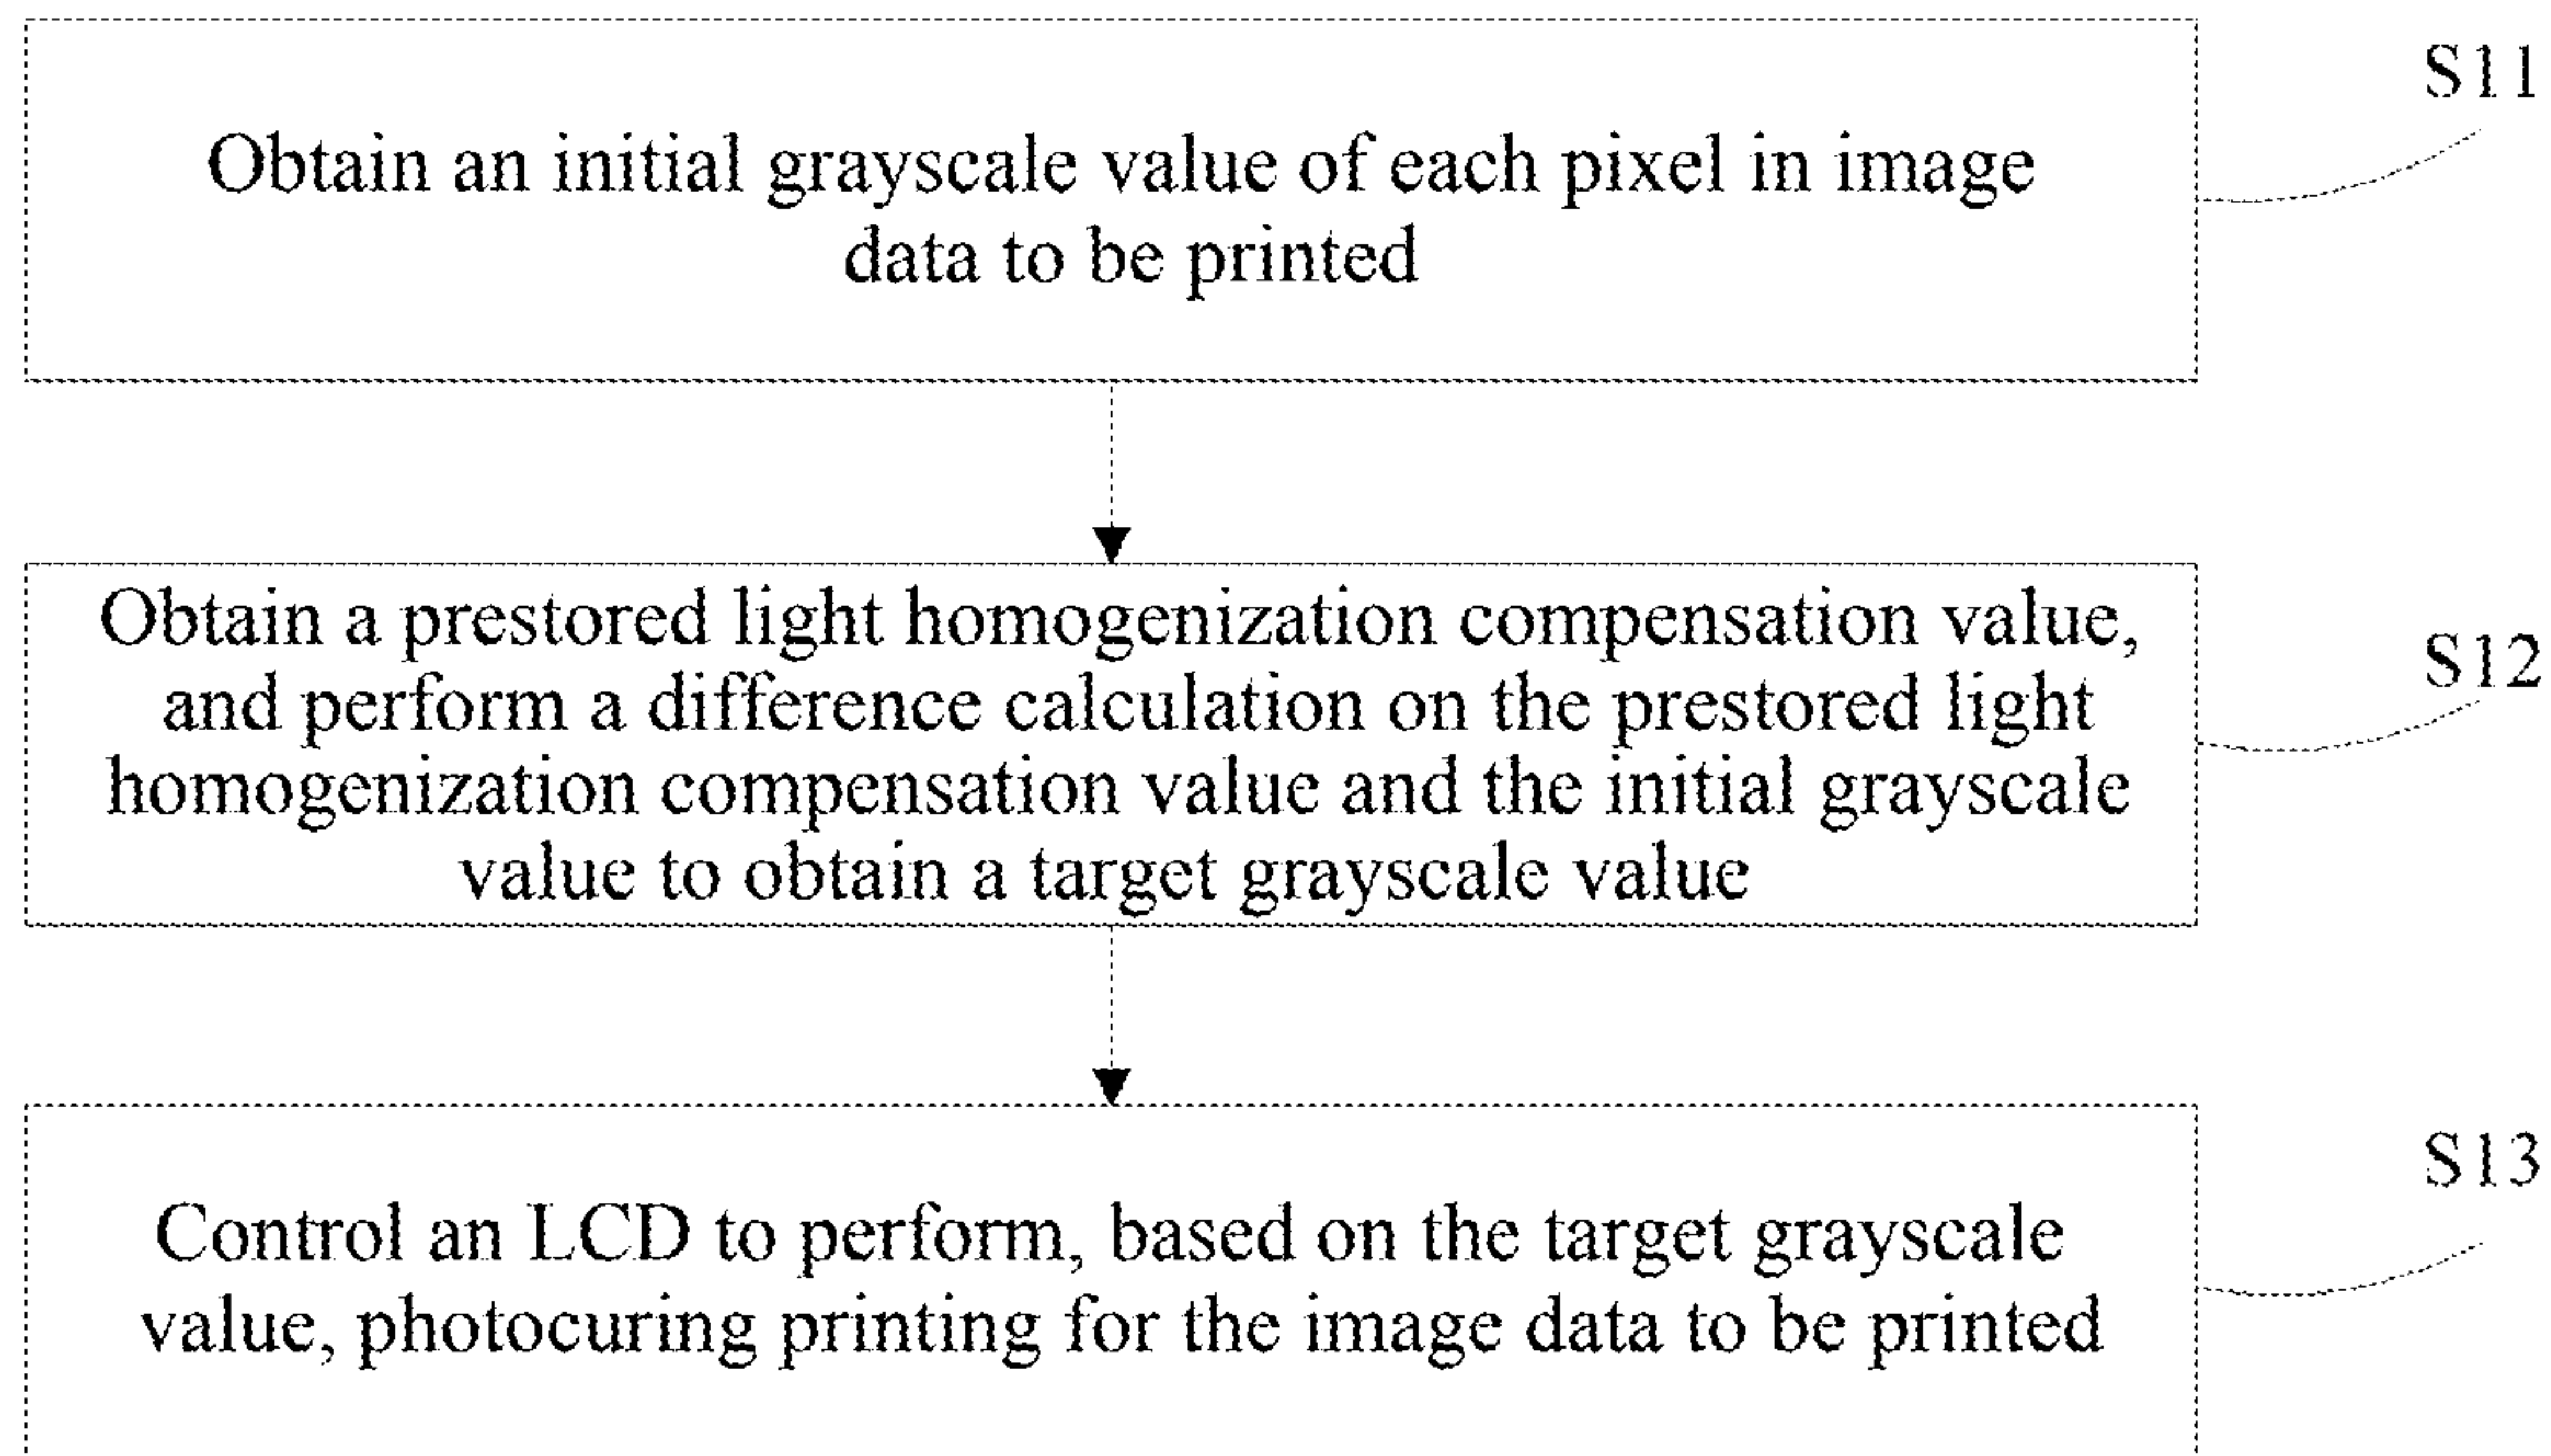 S11
Obtain an initial grayscale value of each pixel in image
data to be printed
Obtain a prestored light homogenization compensation value,
and perform a difference calculation on the prestored light
homogenization compensation value and the initial grayscale
value to obtain a target grayscale value
S12
Control an LCD to perform, based on the target grayscale
value, photocuring printing for the image data to be printed
S13